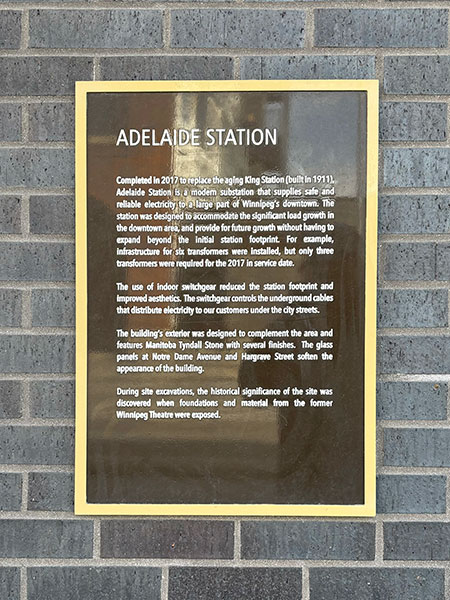 ADELAIDE STATION
Completed in 2017 to replace the aging King Station (built in 1911),
Adelaide Station is a modern substation that supplies safe and
reliable electricity to a large part of Winnipeg's downtown. The
station was designed to accommodate the significant load growth in
the downtown area, and provide for future growth without having to
expand beyond the initial station footprint. For example,
infrastructure for six transformers were installed, but only three
transformers were required for the 2017 in service date.
The use of indoor switchgear reduced the station footprint and
improved aesthetics. The switchgear controls the underground cables
that distribute electricity to our customers under the city streets.
The building's exterior was designed to complement the area and
features Manitoba Tyndall Stone with several finishes. The glass
panels at Notre Dame Avenue and Hargrave Street soften the
appearance of the building.
During site excavations, the historical significance of the site was
discovered when foundations and material from the former
Winnipeg Theatre were exposed.